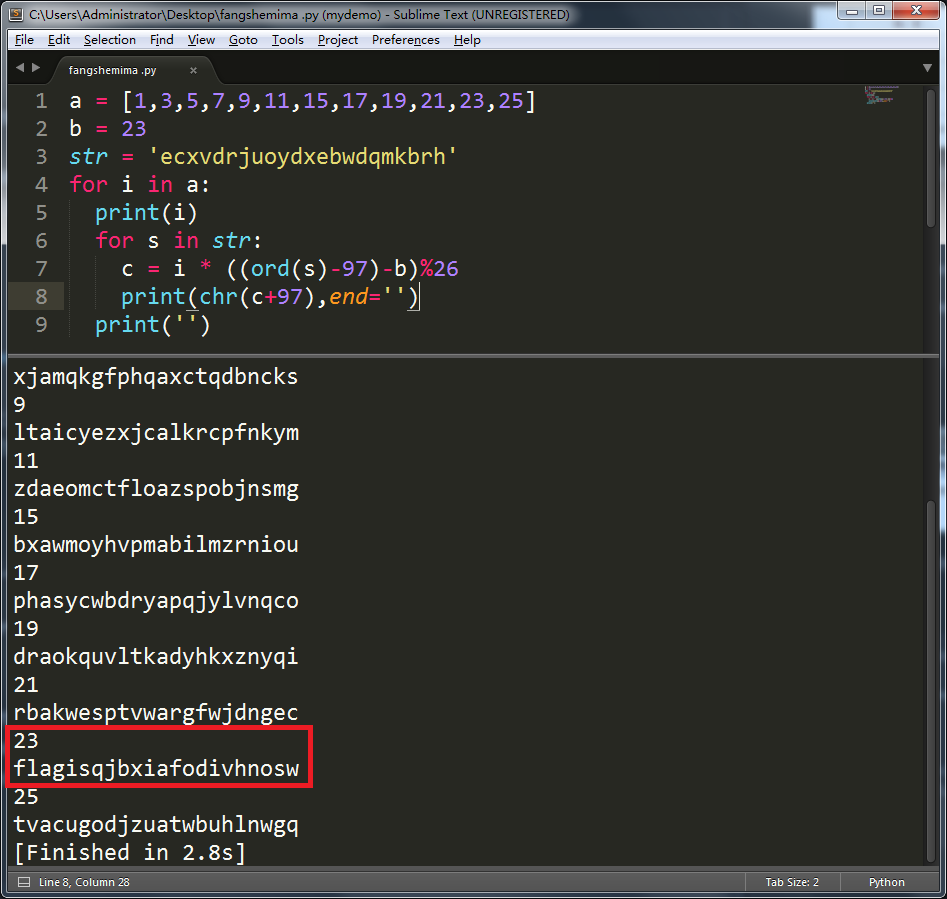 C:\Users\Administrator\Desktop\fangshemima .py (mydemo) - Sublime Text (UNREGISTERED)
File Edit Selection Find View Goto Tools Project Preferences Help
fangshemima .py ×
1 a = [1,3,5,7,9,11,15,17,19,21,23,25]
2 b = 23
3 str = 'ecxvdrjuoydxebwdqmkbrh'
4 for i in a:
5   print(i)
6   for s in str:
7     c = i * ((ord(s)-97)-b)%26
8     print(chr(c+97),end='')
9   print('')
xjamqkgfphqaxctqdbncks
9
ltaicyezxjcalkrcpfnkym
11
zdaeomctfloazspobjnsmg
15
bxawmoyhvpmabilmzrniou
17
phasycwbdryapqjylvnqco
19
draokquvltkadyhkxznyqi
21
rbakwesptvwargfwjdngec
23
flagisqjbxiafodivhnosw
25
tvacugodjzuatwbuhlnwgq
[Finished in 2.8s]
Line 8, Column 28 Tab Size: 2 Python